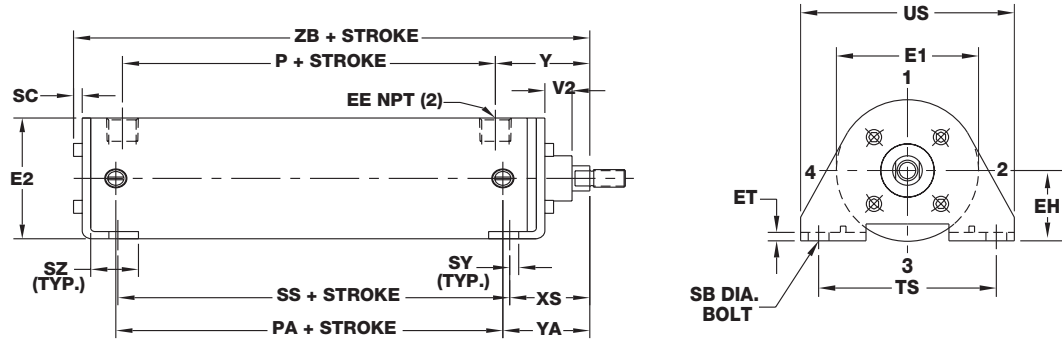 ZB + STROKE
P + STROKE
Y
V2
SC
EE NPT (2)
E2
SZ
(TYP.)
SY
(TYP.)
SS + STROKE
XS
PA + STROKE
YA
US
E1
1
4
2
ET
EH
3
TS
SB DIA.
BOLT